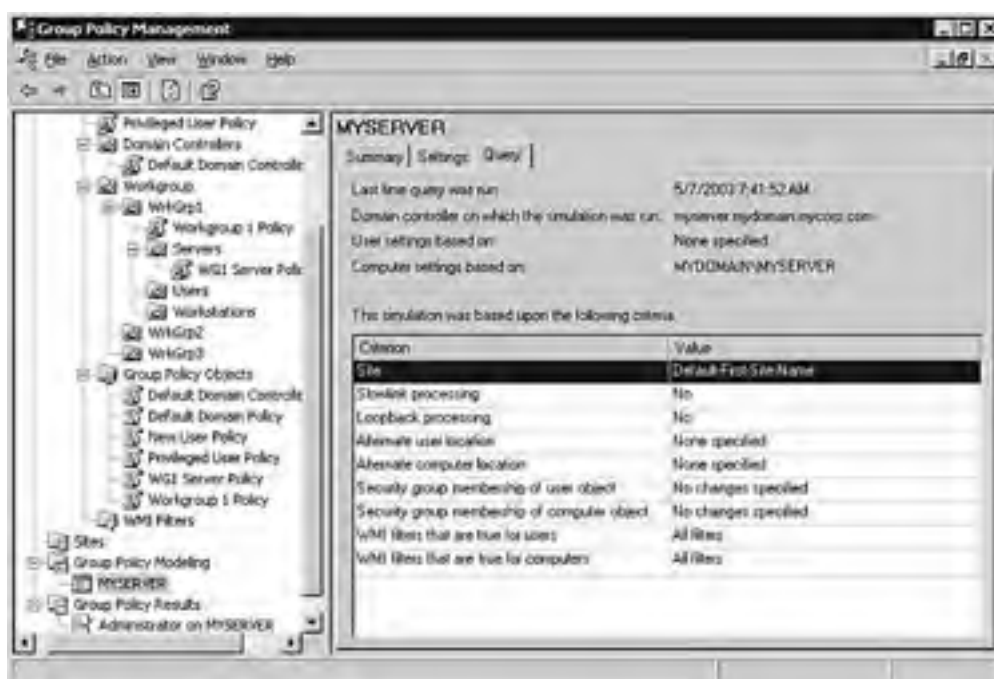 Group Policy Management
File Action View Window Help
Privileged User Policy
Domain Controllers
Default Domain Controlle
Workgroup
WrkGrp1
Workgroup 1 Policy
Servers
WG1 Server Polic
Users
Workstations
WrkGrp2
WrkGrp3
Group Policy Objects
Default Domain Controlle
Default Domain Policy
New User Policy
Privileged User Policy
WG1 Server Policy
Workgroup 1 Policy
WMI Filters
Sites
Group Policy Modeling
MYSERVER
Group Policy Results
Administrator on MYSERVER
MYSERVER
Summary Settings Query
Last time query was run: 5/7/2003 7:41:52 AM
Domain controller on which the simulation was run: myserver.mydomain.mycorp.com
User settings based on: None specified
Computer settings based on: MYDOMAIN\MYSERVER
This simulation was based upon the following criteria:
Criterion Value
Site Default-First-Site-Name
Slowlink processing No
Loopback processing No
Alternate user location None specified
Alternate computer location None specified
Security group membership of user object No changes specified
Security group membership of computer object No changes specified
WMI filters that are true for users All filters
WMI filters that are true for computers All filters